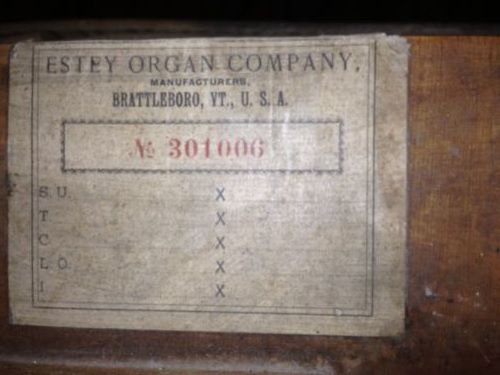 ESTEY ORGAN COMPANY,
MANUFACTURERS,
BRATTLEBORO, VT., U. S. A.
№ 301006
S. U. X
T X
C X
L O. X
I X